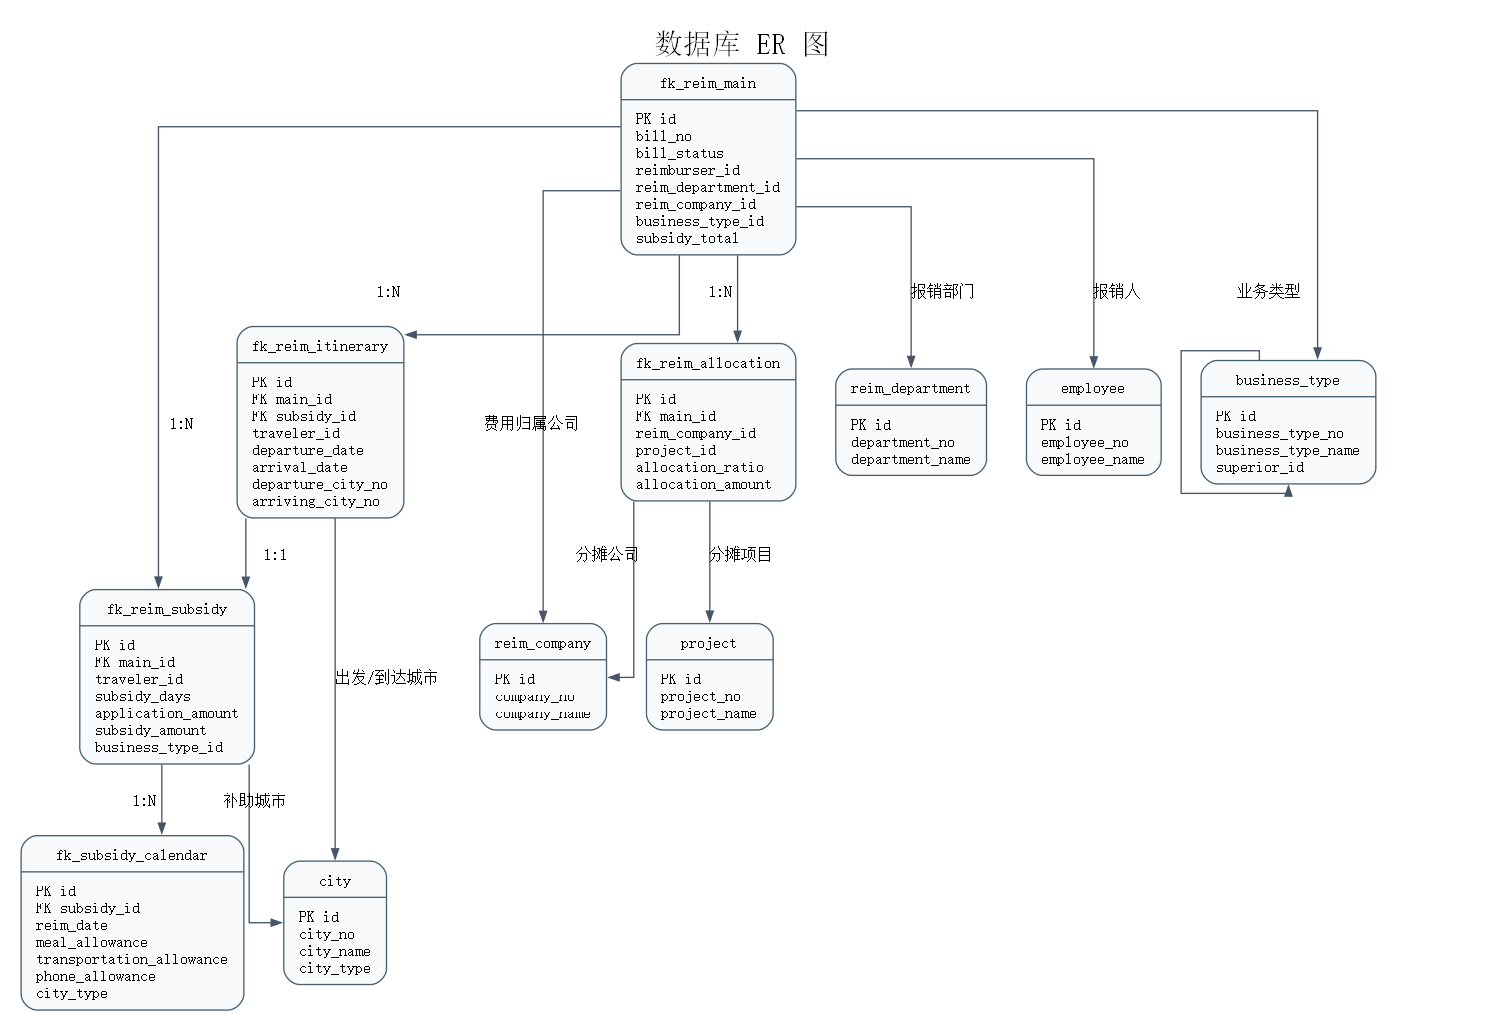 数据库 ER 图
fk_reim_main
PK id
bill_no
bill_status
reimburser_id
reim_department_id
reim_company_id
business_type_id
subsidy_total
1:N
1:N
报销部门
报销人
业务类型
fk_reim_itinerary
PK id
FK main_id
FK subsidy_id
traveler_id
departure_date
arrival_date
departure_city_no
arriving_city_no
fk_reim_allocation
PK id
FK main_id
reim_company_id
project_id
allocation_ratio
allocation_amount
reim_department
PK id
department_no
department_name
employee
PK id
employee_no
employee_name
business_type
PK id
business_type_no
business_type_name
superior_id
1:N
费用归属公司
1:1
分摊公司
分摊项目
fk_reim_subsidy
PK id
FK main_id
traveler_id
subsidy_days
application_amount
subsidy_amount
business_type_id
出发/到达城市
reim_company
PK id
company_no
company_name
project
PK id
project_no
project_name
1:N
补助城市
fk_subsidy_calendar
PK id
FK subsidy_id
reim_date
meal_allowance
transportation_allowance
phone_allowance
city_type
city
PK id
city_no
city_name
city_type